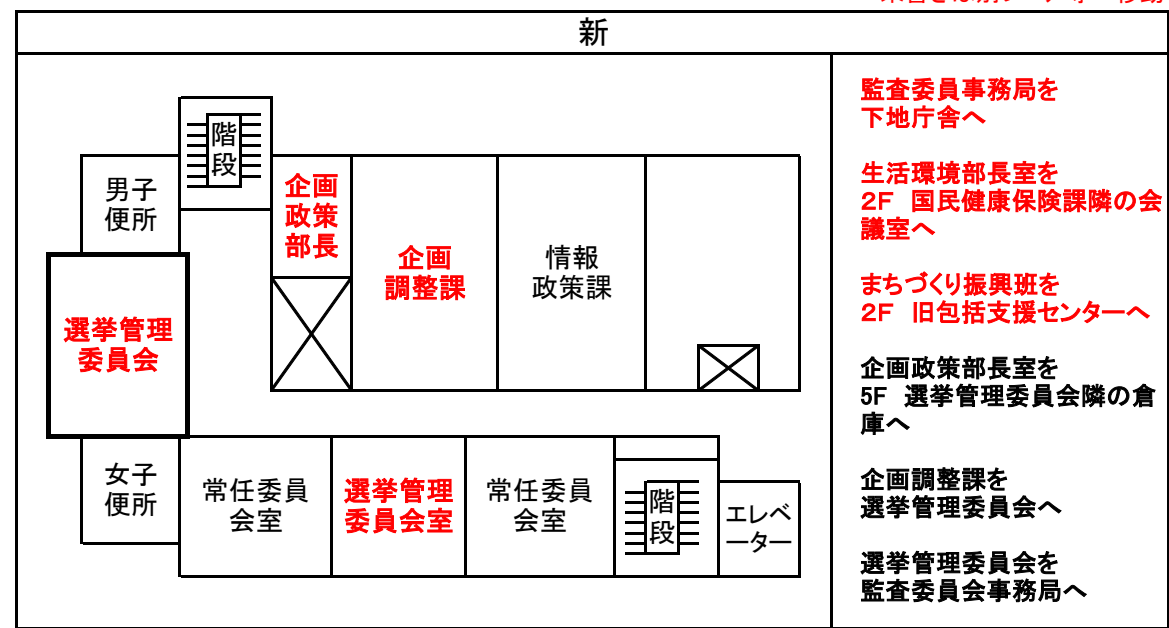 新
階
段
男子
便所
企画
政策
部長
企画
調整課
情報
政策課
選挙管理
委員会
女子
便所
常任委員
会室
選挙管理
委員会室
常任委員
会室
階
段
エレベ
ーター
監査委員事務局を
下地庁舎へ
生活環境部長室を
2F 国民健康保険課隣の会
議室へ
まちづくり振興班を
2F 旧包括支援センターへ
企画政策部長室を
5F 選挙管理委員会隣の倉
庫へ
企画調整課を
選挙管理委員会へ
選挙管理委員会を
監査委員会事務局へ